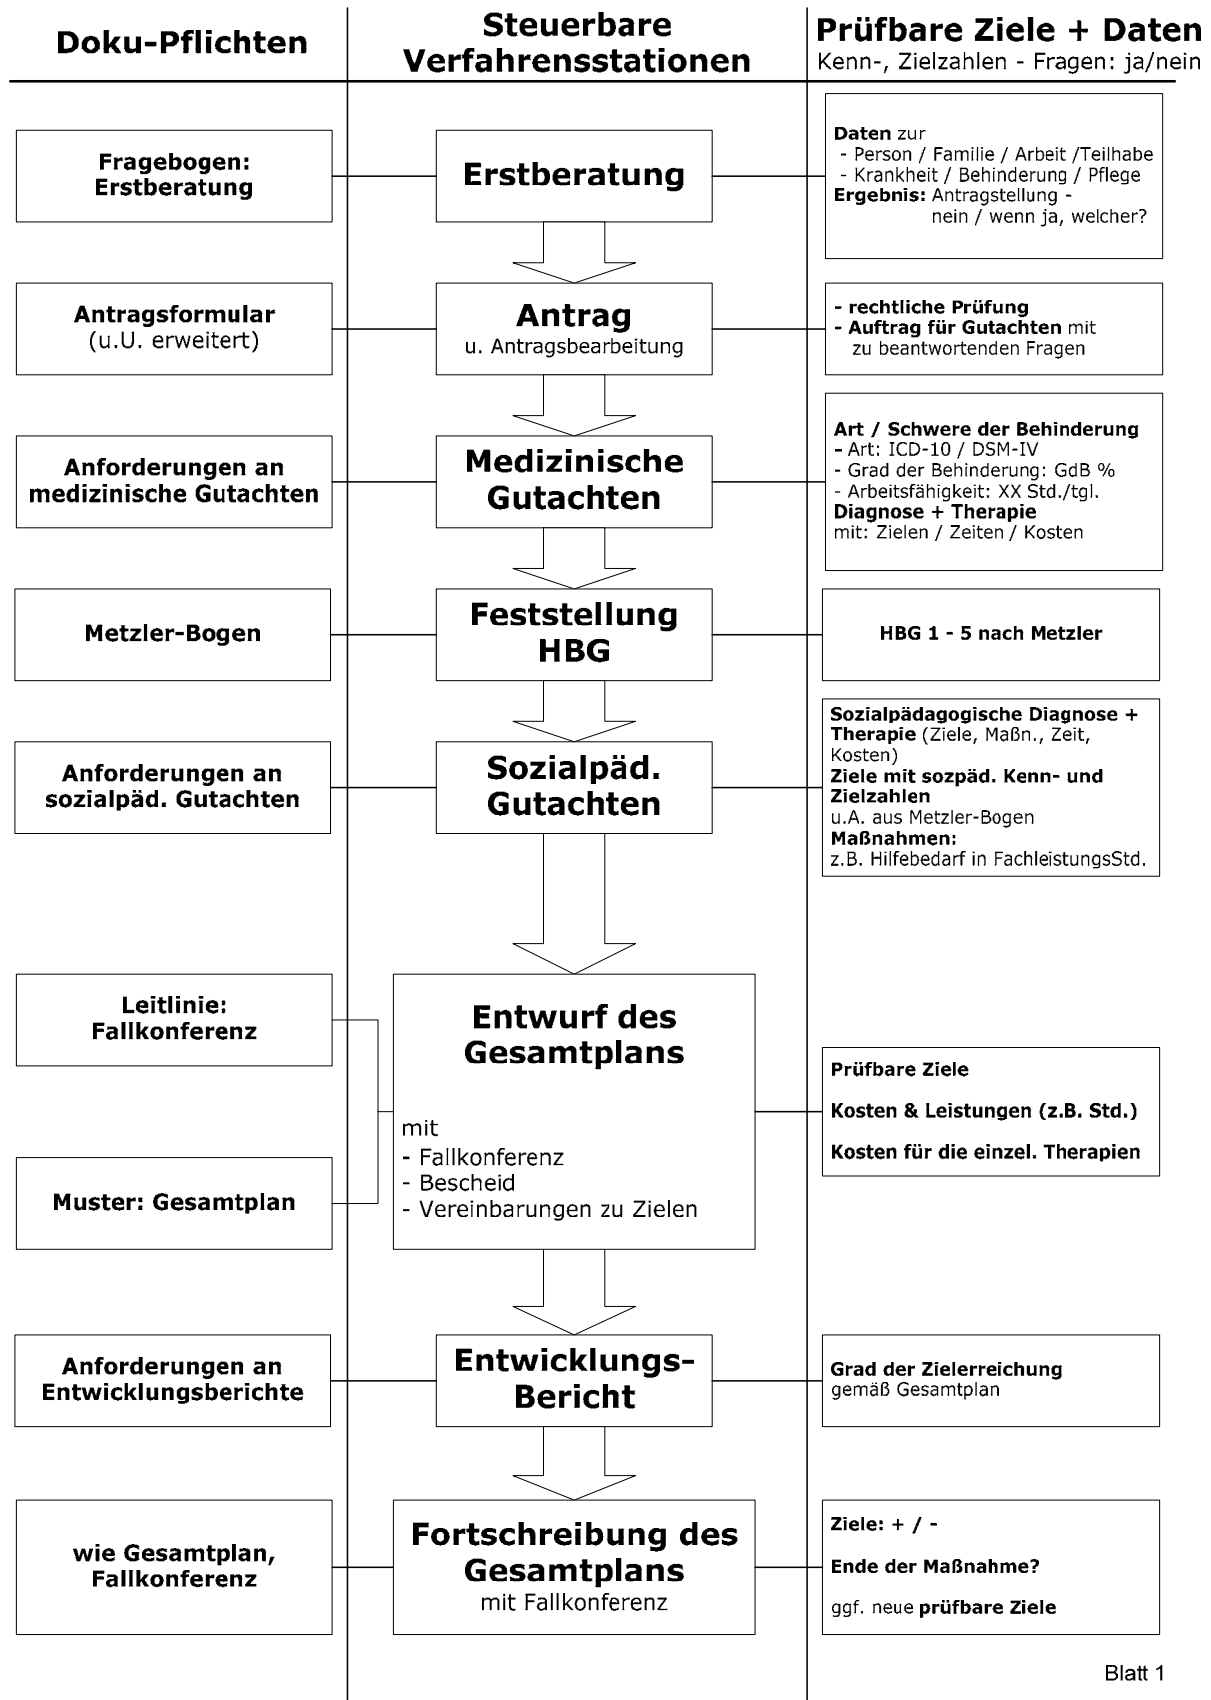 Doku-Pflichten
Steuerbare
Verfahrensstationen
Prüfbare Ziele + Daten
Kenn-, Zielzahlen - Fragen: ja/nein
Fragebogen:
Erstberatung
Erstberatung
Daten zur
- Person / Familie / Arbeit /Teilhabe
- Krankheit / Behinderung / Pflege
Ergebnis: Antragstellung -
nein / wenn ja, welcher?
Antragsformular
(u.U. erweitert)
Antrag
u. Antragsbearbeitung
- rechtliche Prüfung
- Auftrag für Gutachten mit
zu beantwortenden Fragen
Anforderungen an
medizinische Gutachten
Medizinische
Gutachten
Art / Schwere der Behinderung
- Art: ICD-10 / DSM-IV
- Grad der Behinderung: GdB %
- Arbeitsfähigkeit: XX Std./tgl.
Diagnose + Therapie
mit: Zielen / Zeiten / Kosten
Metzler-Bogen
Feststellung
HBG
HBG 1 - 5 nach Metzler
Anforderungen an
sozialpäd. Gutachten
Sozialpäd.
Gutachten
Sozialpädagogische Diagnose +
Therapie (Ziele, Maßn., Zeit,
Kosten)
Ziele mit sozpäd. Kenn- und
Zielzahlen
u.A. aus Metzler-Bogen
Maßnahmen:
z.B. Hilfebedarf in FachleistungsStd.
Leitlinie:
Fallkonferenz
Muster: Gesamtplan
Entwurf des
Gesamtplans
mit
- Fallkonferenz
- Bescheid
- Vereinbarungen zu Zielen
Prüfbare Ziele
Kosten & Leistungen (z.B. Std.)
Kosten für die einzel. Therapien
Anforderungen an
Entwicklungsberichte
Entwicklungs-
Bericht
Grad der Zielerreichung
gemäß Gesamtplan
wie Gesamtplan,
Fallkonferenz
Fortschreibung des
Gesamtplans
mit Fallkonferenz
Ziele: + / -
Ende der Maßnahme?
ggf. neue prüfbare Ziele
Blatt 1